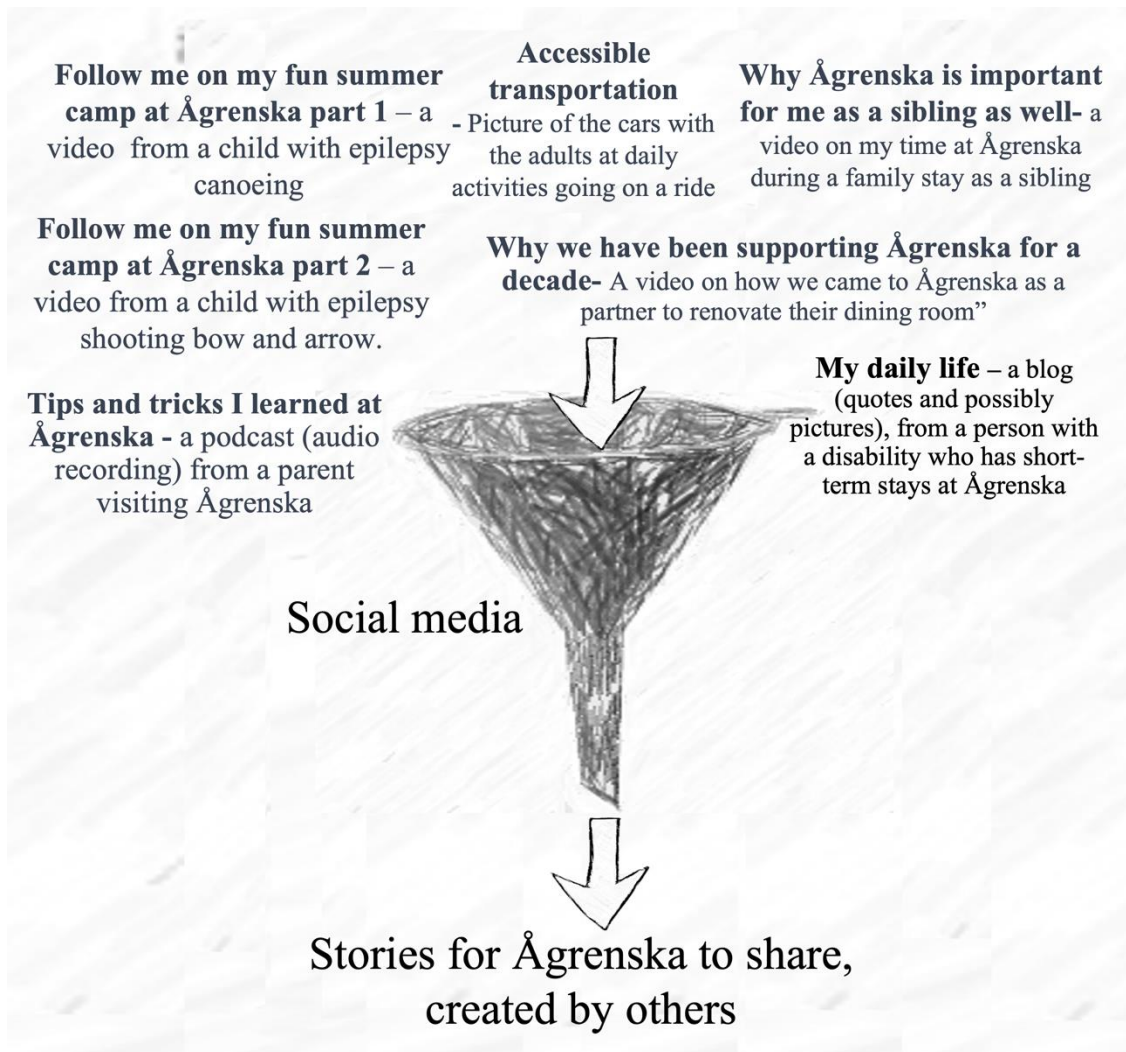 Follow me on my fun summer
camp at Ågrenska part 1 – a
video from a child with epilepsy
canoeing
Accessible
transportation
- Picture of the cars with
the adults at daily
activities going on a ride
Why Ågrenska is important
for me as a sibling as well- a
video on my time at Ågrenska
during a family stay as a sibling
Follow me on my fun summer
camp at Ågrenska part 2 – a
video from a child with epilepsy
shooting bow and arrow.
Why we have been supporting Ågrenska for a
decade- A video on how we came to Ågrenska as a
partner to renovate their dining room”
Tips and tricks I learned at
Ågrenska - a podcast (audio
recording) from a parent
visiting Ågrenska
My daily life – a blog
(quotes and possibly
pictures), from a person with
a disability who has short-
term stays at Ågrenska
Social media
Stories for Ågrenska to share,
created by others